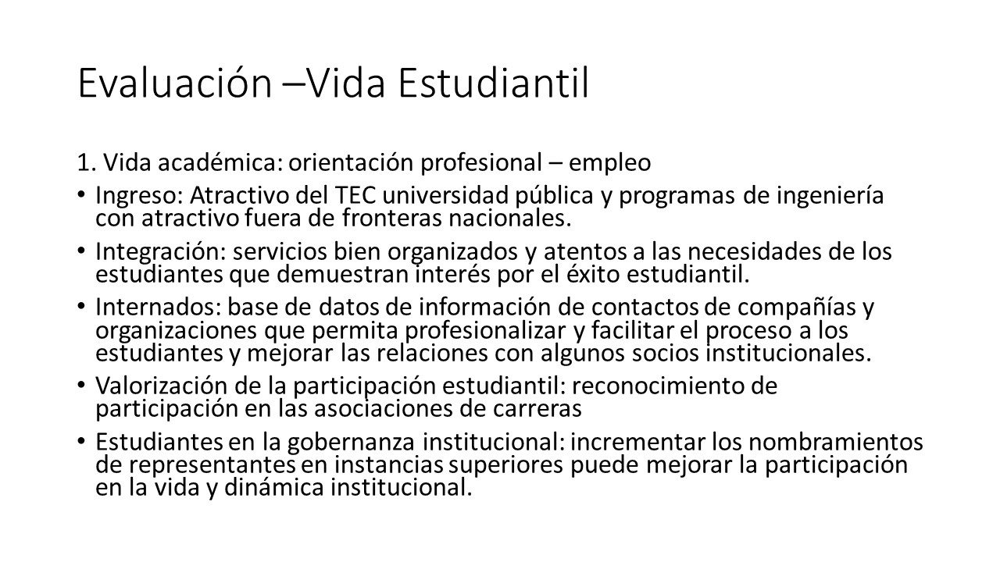 Evaluación –Vida Estudiantil
1. Vida académica: orientación profesional – empleo
• Ingreso: Atractivo del TEC universidad pública y programas de ingeniería
con atractivo fuera de fronteras nacionales.
• Integración: servicios bien organizados y atentos a las necesidades de los
estudiantes que demuestran interés por el éxito estudiantil.
• Internados: base de datos de información de contactos de compañías y
organizaciones que permita profesionalizar y facilitar el proceso a los
estudiantes y mejorar las relaciones con algunos socios institucionales.
• Valorización de la participación estudiantil: reconocimiento de
participación en las asociaciones de carreras
• Estudiantes en la gobernanza institucional: incrementar los nombramientos
de representantes en instancias superiores puede mejorar la participación
en la vida y dinámica institucional.